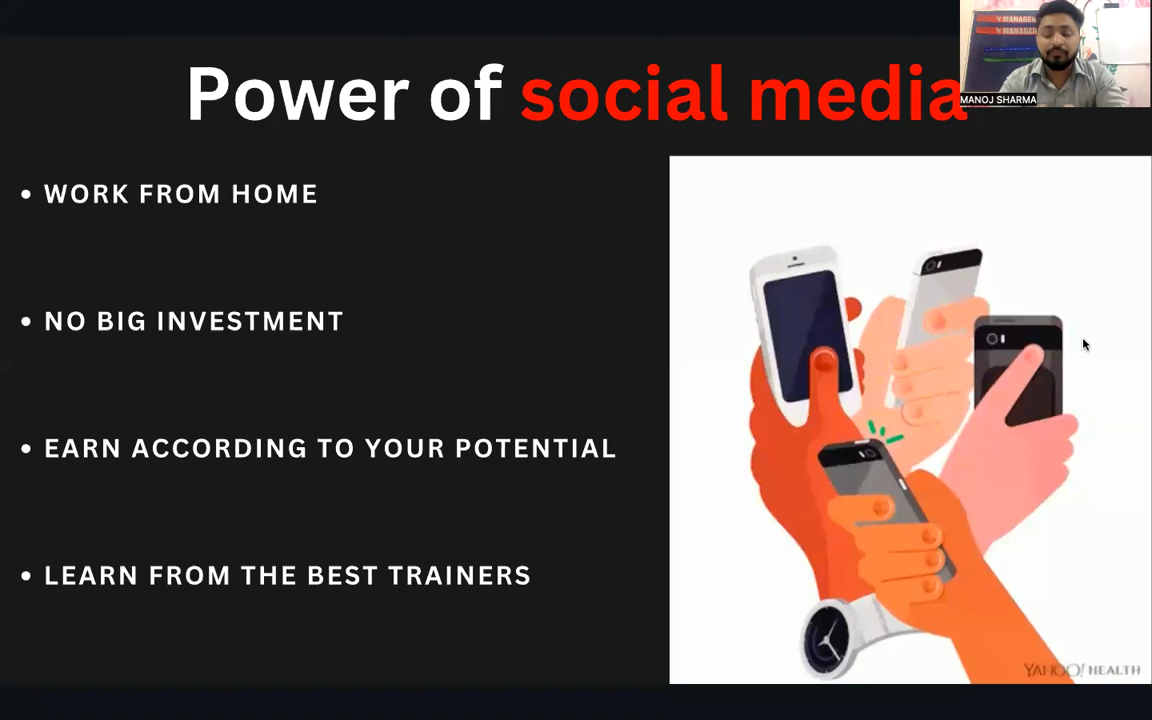 Power of social media
MANOJ SHARMA
• WORK FROM HOME
• NO BIG INVESTMENT
• EARN ACCORDING TO YOUR POTENTIAL
• LEARN FROM THE BEST TRAINERS
YAHOO! HEALTH